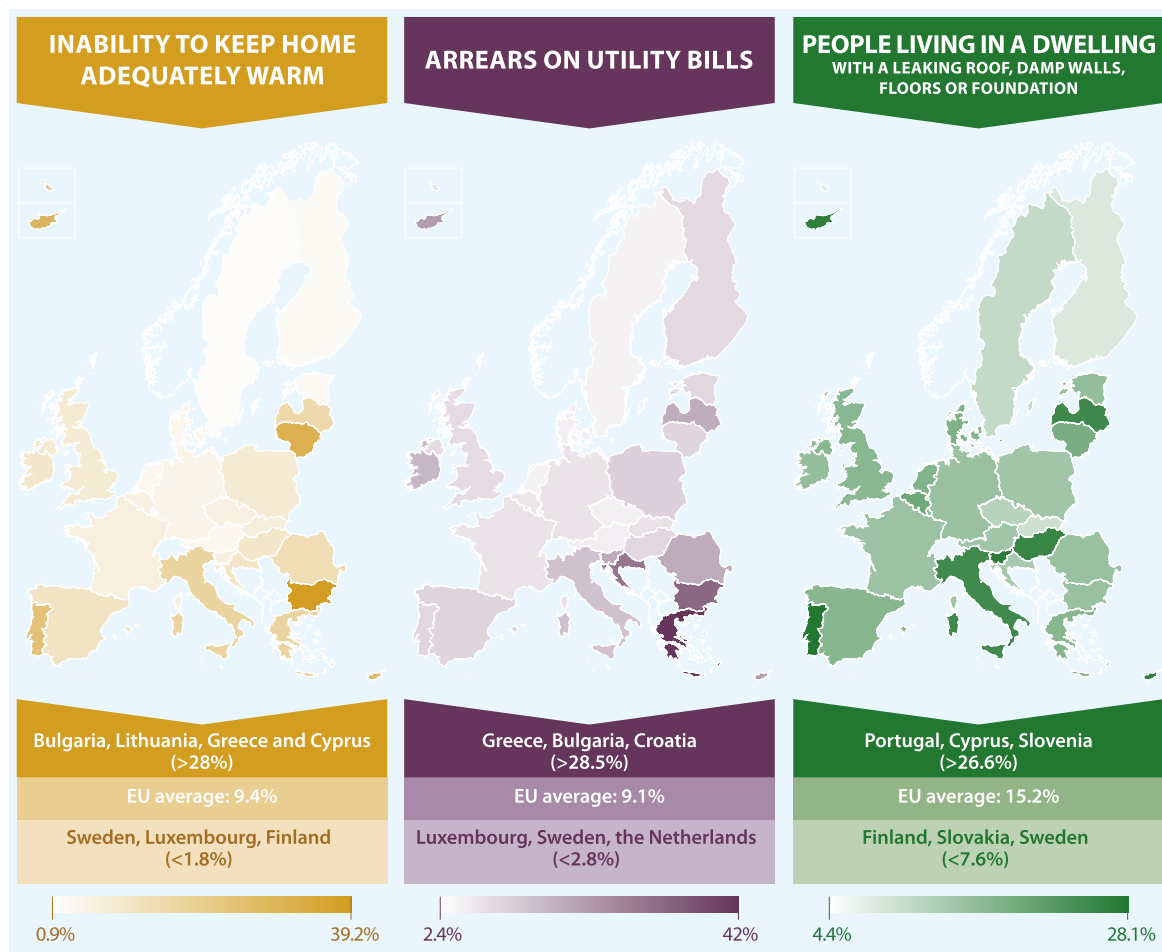 INABILITY TO KEEP HOME
ADEQUATELY WARM
Bulgaria, Lithuania, Greece and Cyprus
(>28%)
EU average: 9.4%
Sweden, Luxembourg, Finland
(<1.8%)
0.9%
39.2%
ARREARS ON UTILITY BILLS
Greece, Bulgaria, Croatia
(>28.5%)
EU average: 9.1%
Luxembourg, Sweden, the Netherlands
(<2.8%)
2.4%
42%
PEOPLE LIVING IN A DWELLING
WITH A LEAKING ROOF, DAMP WALLS,
FLOORS OR FOUNDATION
Portugal, Cyprus, Slovenia
(>26.6%)
EU average: 15.2%
Finland, Slovakia, Sweden
(<7.6%)
4.4%
28.1%